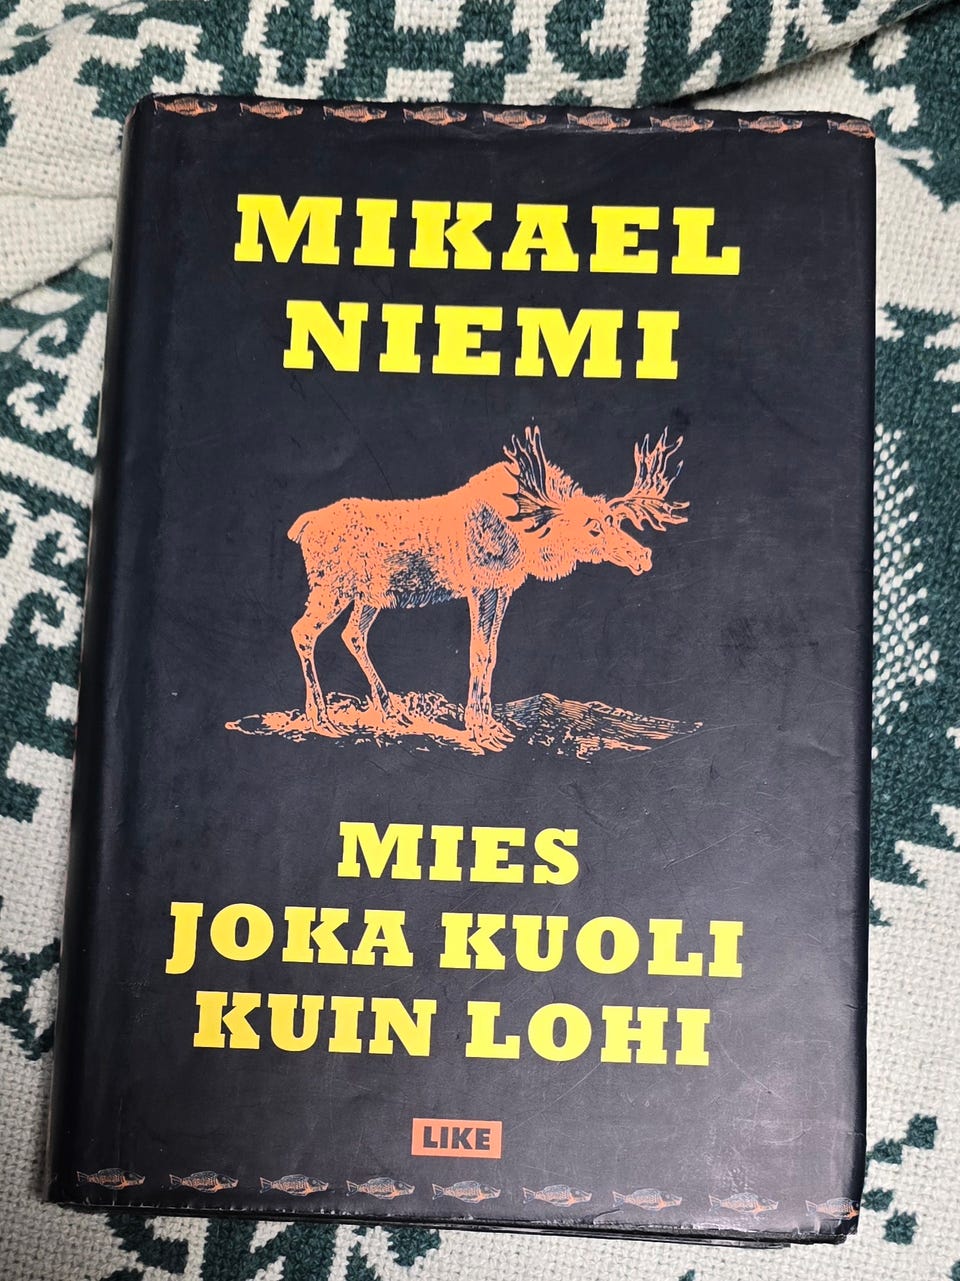 MIKAEL
NIEMI
MIES
JOKA KUOLI
KUIN LOHI
LIKE